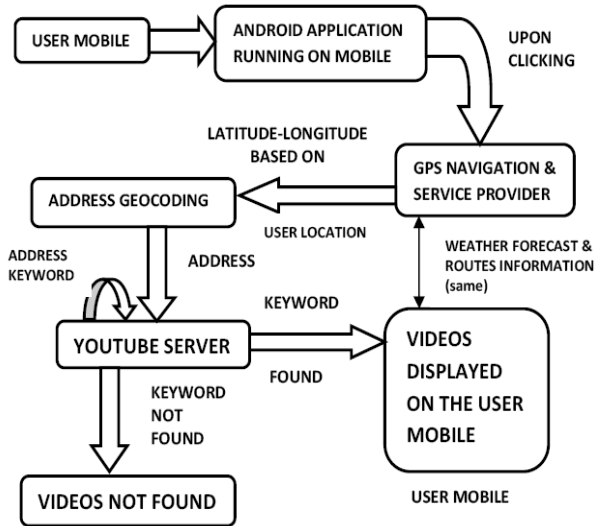 USER MOBILE
ANDROID APPLICATION
RUNNING ON MOBILE
UPON
CLICKING
LATITUDE-LONGITUDE
BASED ON
GPS NAVIGATION &
SERVICE PROVIDER
ADDRESS GEOCODING
USER LOCATION
ADDRESS
KEYWORD
ADDRESS
WEATHER FORECAST &
ROUTES INFORMATION
(same)
KEYWORD
YOUTUBE SERVER
FOUND
VIDEOS
DISPLAYED
ON THE USER
MOBILE
KEYWORD
NOT
FOUND
VIDEOS NOT FOUND
USER MOBILE